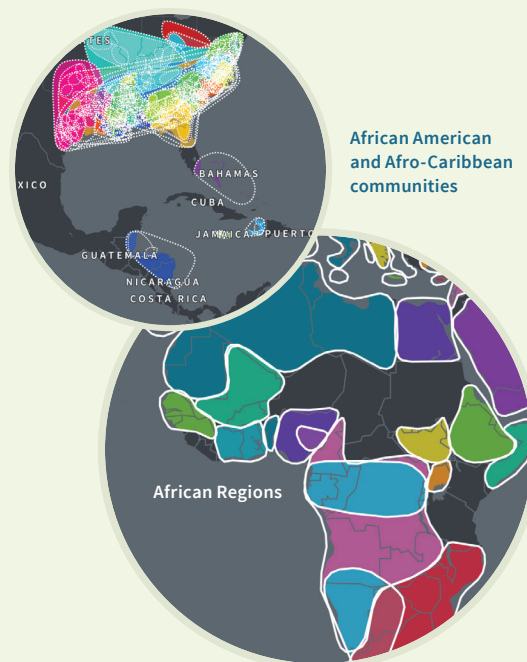 TES
African American
and Afro-Caribbean
communities
BAHAMAS
XICO
CUBA
JAMAICA
PUERTO
GUATEMALA
NICARAGUA
COSTA RICA
African Regions